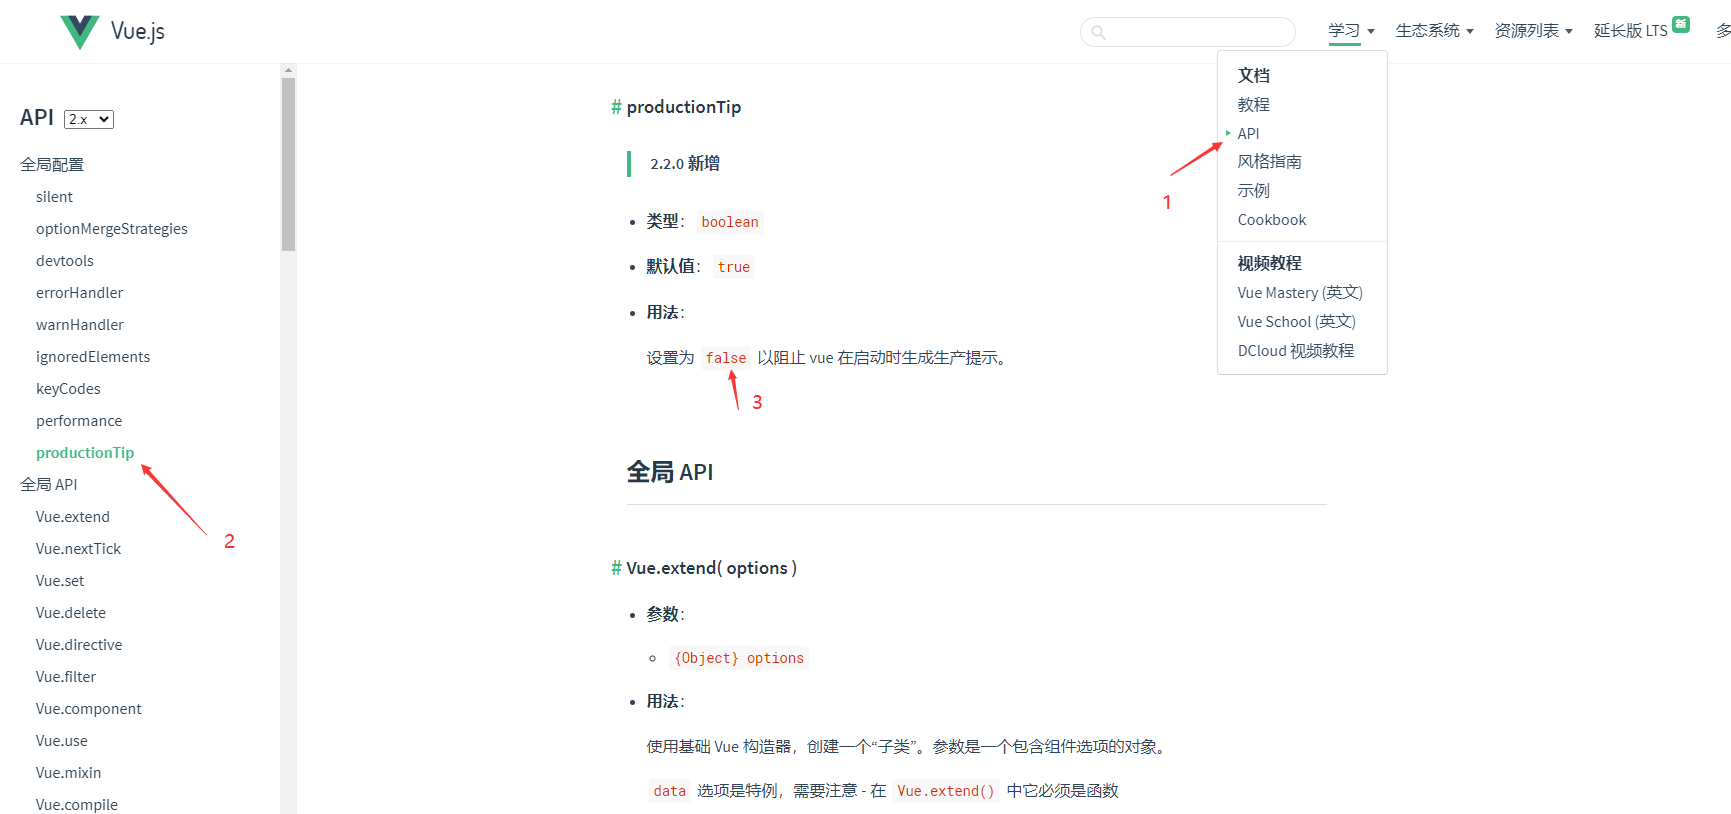 Vue.js
学习
生态系统
资源列表
延长版 LTS
新
多
API
2.x
全局配置
silent
optionMergeStrategies
devtools
errorHandler
warnHandler
ignoredElements
keyCodes
performance
productionTip
全局 API
Vue.extend
Vue.nextTick
Vue.set
Vue.delete
Vue.directive
Vue.filter
Vue.component
Vue.use
Vue.mixin
Vue.compile
2
# productionTip
2.2.0 新增
类型: boolean
默认值: true
用法:
设置为 false 以阻止 vue 在启动时生成生产提示。
3
全局 API
# Vue.extend( options )
参数:
{Object} options
用法:
使用基础 Vue 构造器，创建一个“子类”。参数是一个包含组件选项的对象。
data 选项是特例，需要注意 - 在 Vue.extend() 中它必须是函数
文档
教程
API
风格指南
示例
Cookbook
视频教程
Vue Mastery (英文)
Vue School (英文)
DCloud 视频教程
1